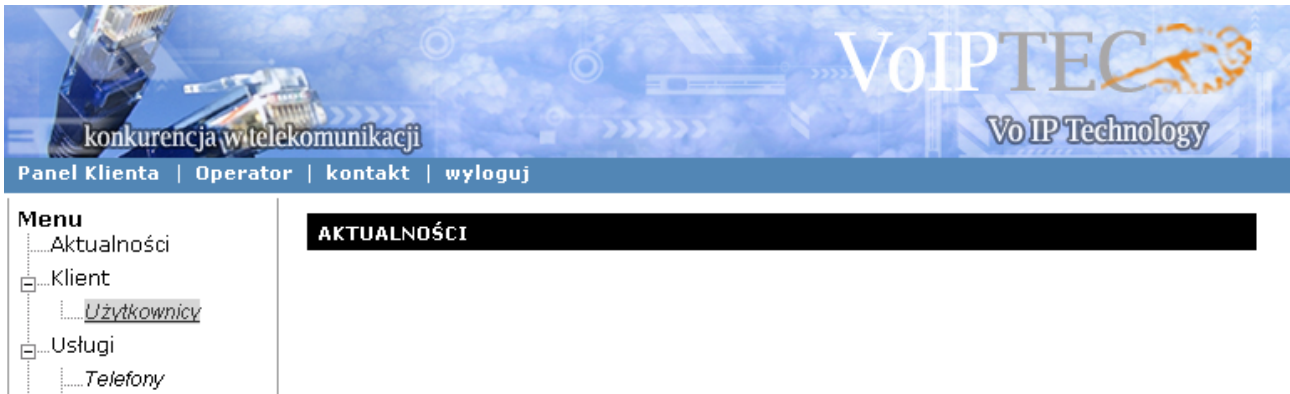 VoIPTEC
konkurencja w telekomunikacji
Vo IP Technology
Panel Klienta | Operator | kontakt | wyloguj
Menu
Aktualności
AKTUALNOŚCI
Klient
Użytkownicy
Usługi
Telefony